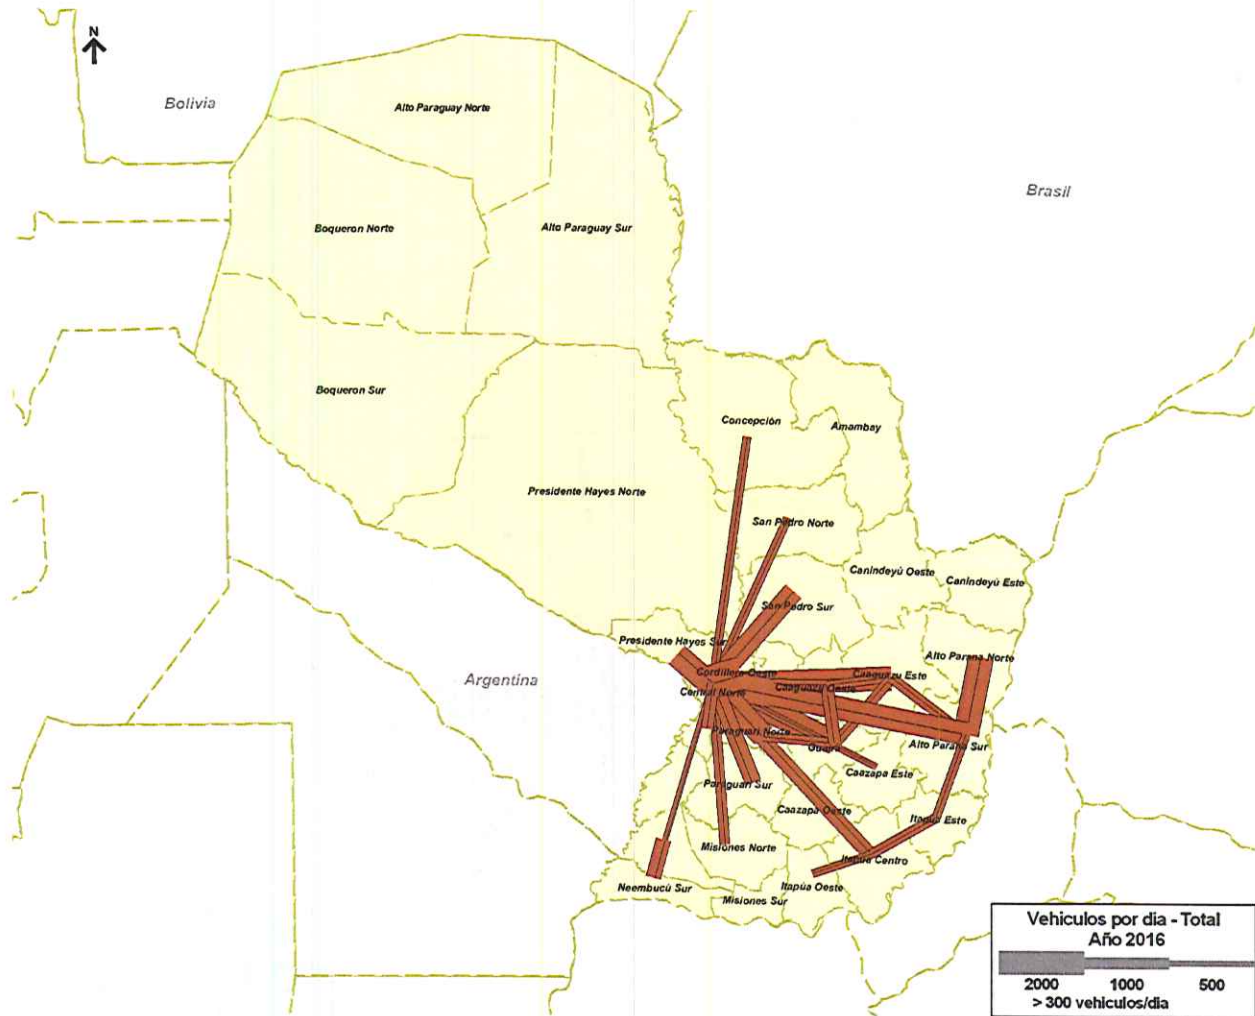 N
Bolivia
Alto Paraguay Norte
Brasil
Boqueron Norte
Alto Paraguay Sur
Boqueron Sur
Concepción
Amambay
Presidente Hayes Norte
San Pedro Norte
Canindeyú Oeste
Canindeyú Este
San Pedro Sur
Presidente Hayes Sur
Alto Parana Norte
Argentina
Cordillera Oeste
Caaguazu Este
Caaguazu Oeste
Central Norte
Paraguari Norte
Guaira
Alto Parana Sur
Caazapa Este
Paraguari Sur
Caazapa Oeste
Itapúa Este
Misiones Norte
Itapúa Centro
Neembucú Sur
Itapúa Oeste
Misiones Sur
Vehiculos por dia - Total
Año 2016
2000 1000 500
> 300 vehiculos/dia